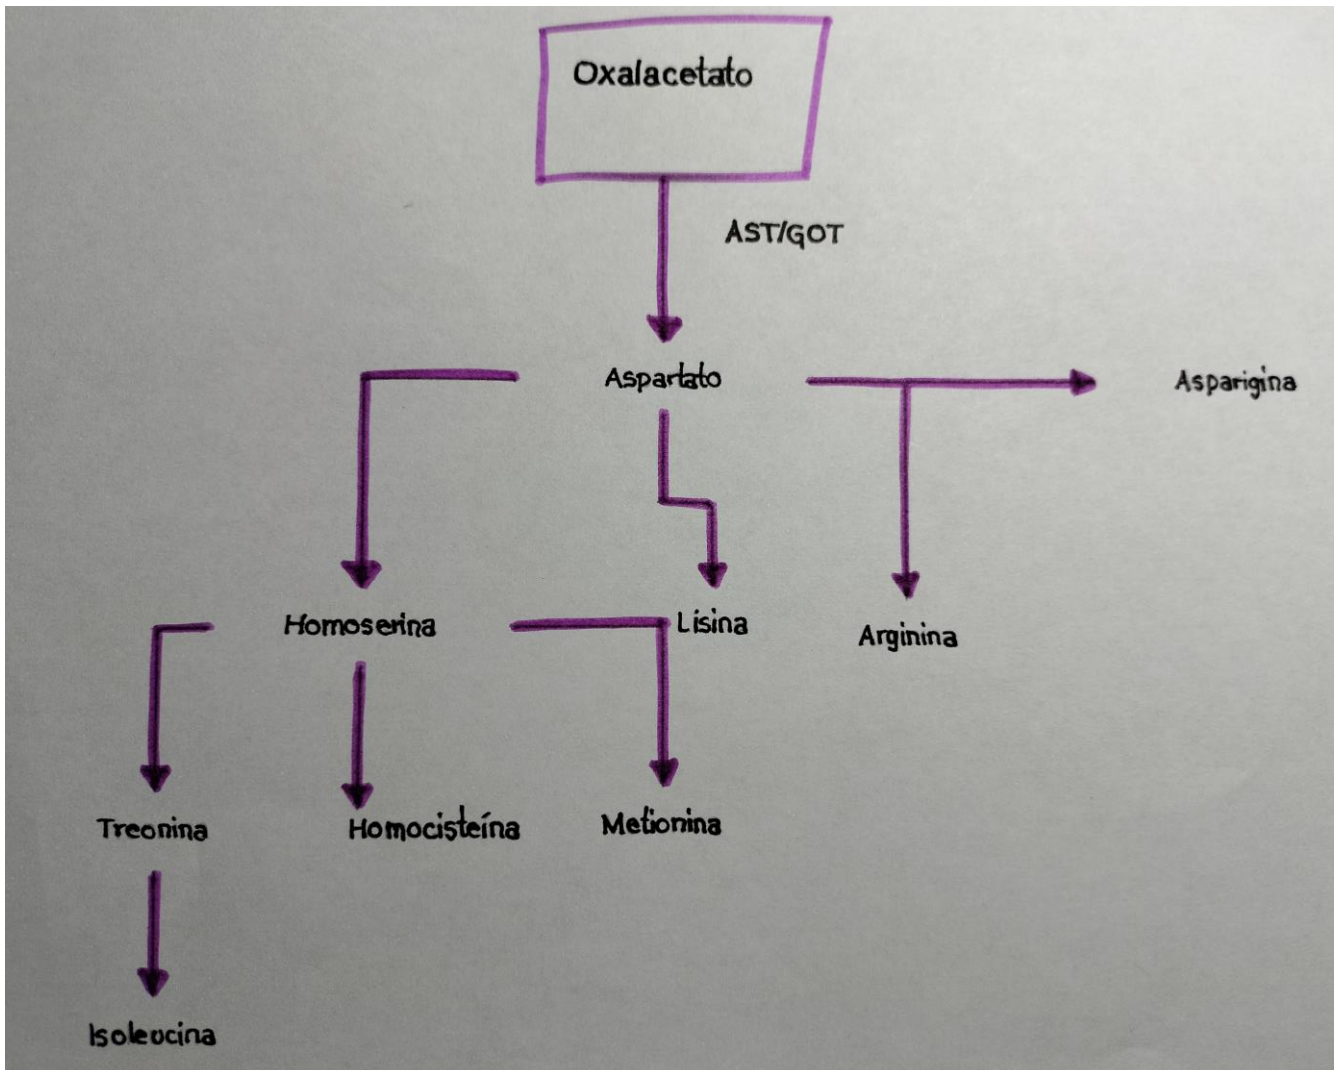 Oxalacetato
AST/GOT
Aspartato
Asparigina
Homoserina
Lisina
Arginina
Treonina
Homocisteína
Metionina
Isoleucina